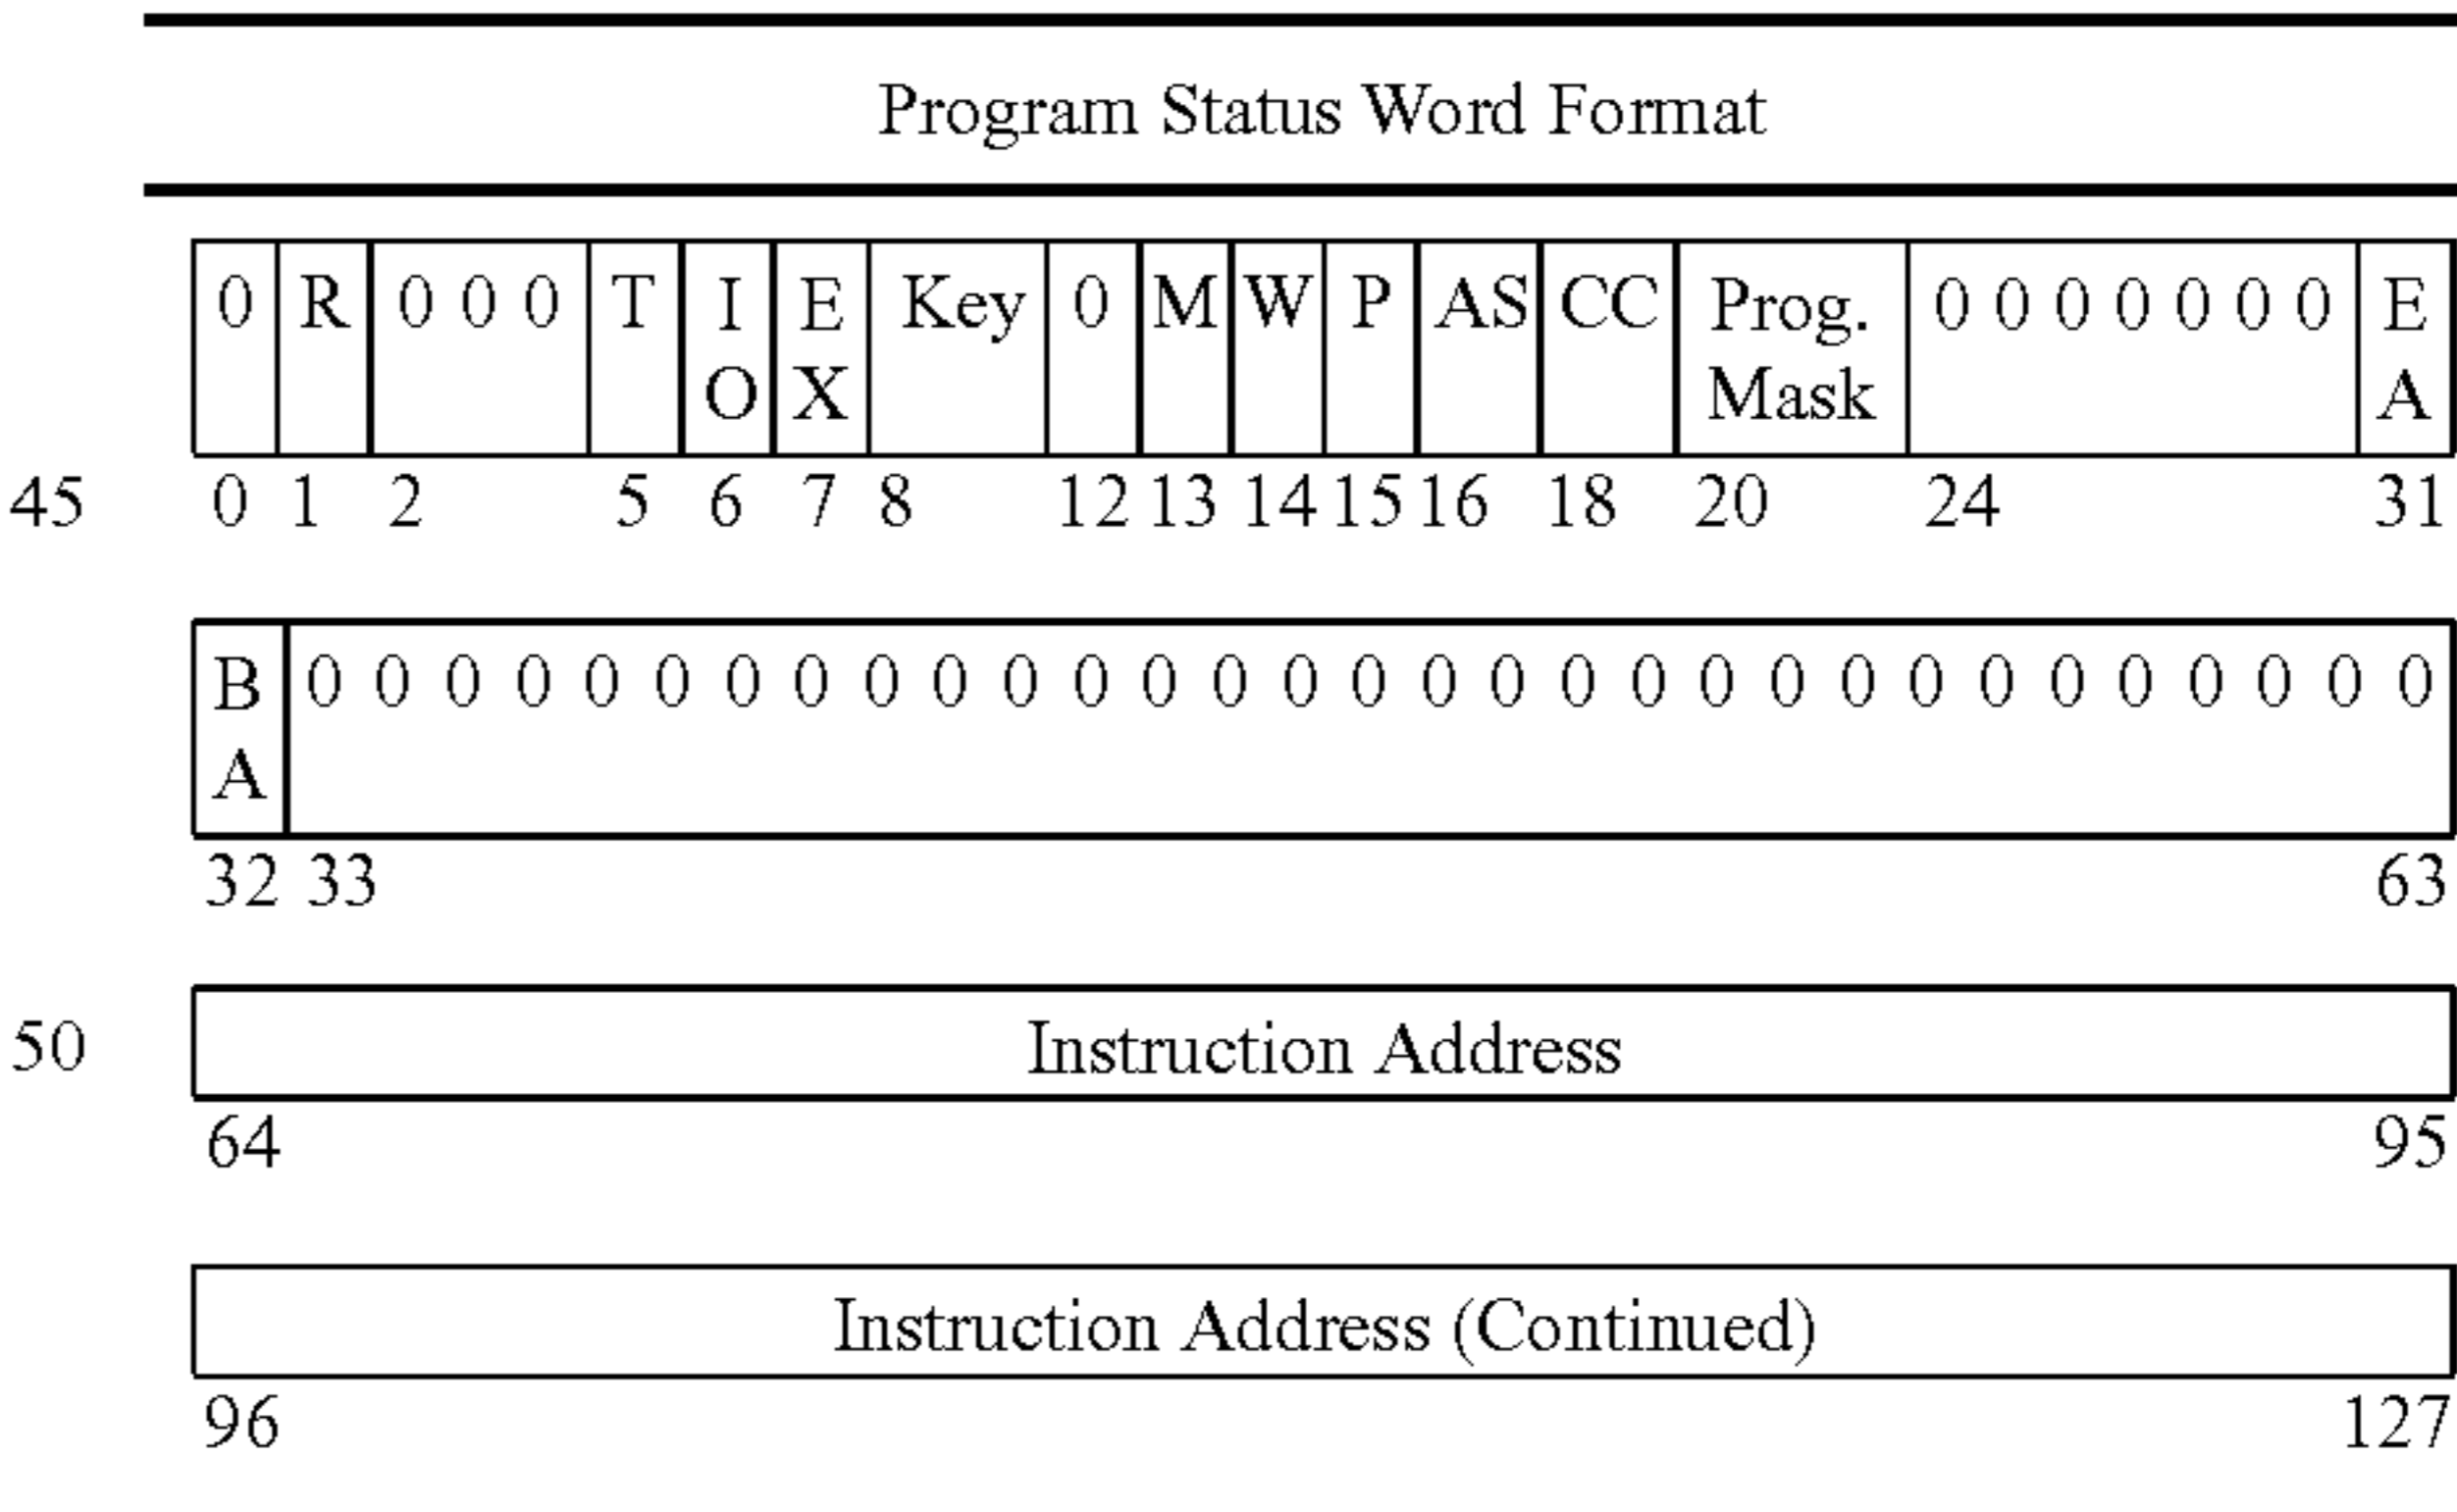 Program Status Word Format
0 R 0 0 0 T I E Key 0 M W P AS CC Prog. 0 0 0 0 0 0 0 E
O X Mask A
45 0 1 2 5 6 7 8 12 13 14 15 16 18 20 24 31
B 0 0 0 0 0 0 0 0 0 0 0 0 0 0 0 0 0 0 0 0 0 0 0 0 0 0 0 0 0 0 0
A
32 33 63
50 Instruction Address
64 95
Instruction Address (Continued)
96 127